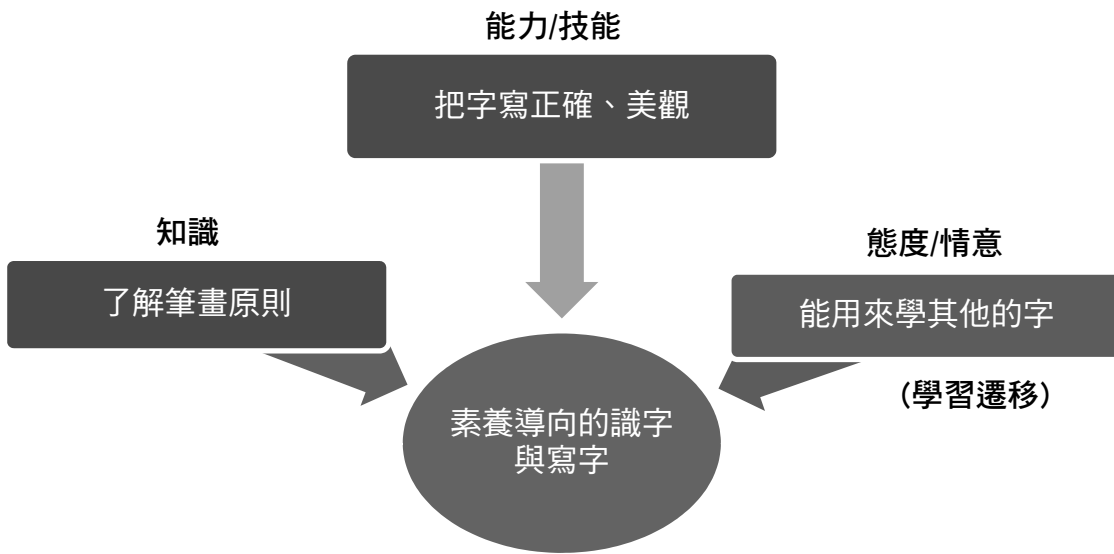 能力/技能
把字寫正確、美觀
知識
了解筆畫原則
態度/情意
能用來學其他的字
(學習遷移)
素養導向的識字
與寫字